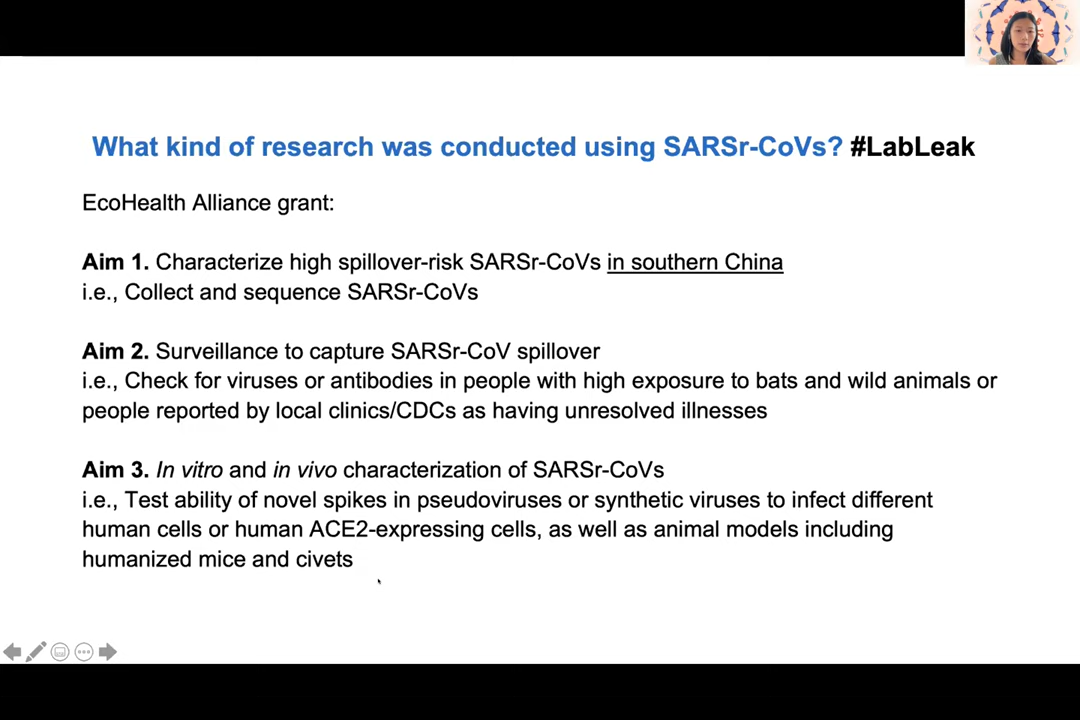 What kind of research was conducted using SARSr-CoVs? #LabLeak
EcoHealth Alliance grant:
Aim 1. Characterize high spillover-risk SARSr-CoVs in southern China
i.e., Collect and sequence SARSr-CoVs
Aim 2. Surveillance to capture SARSr-CoV spillover
i.e., Check for viruses or antibodies in people with high exposure to bats and wild animals or
people reported by local clinics/CDCs as having unresolved illnesses
Aim 3. In vitro and in vivo characterization of SARSr-CoVs
i.e., Test ability of novel spikes in pseudoviruses or synthetic viruses to infect different
human cells or human ACE2-expressing cells, as well as animal models including
humanized mice and civets